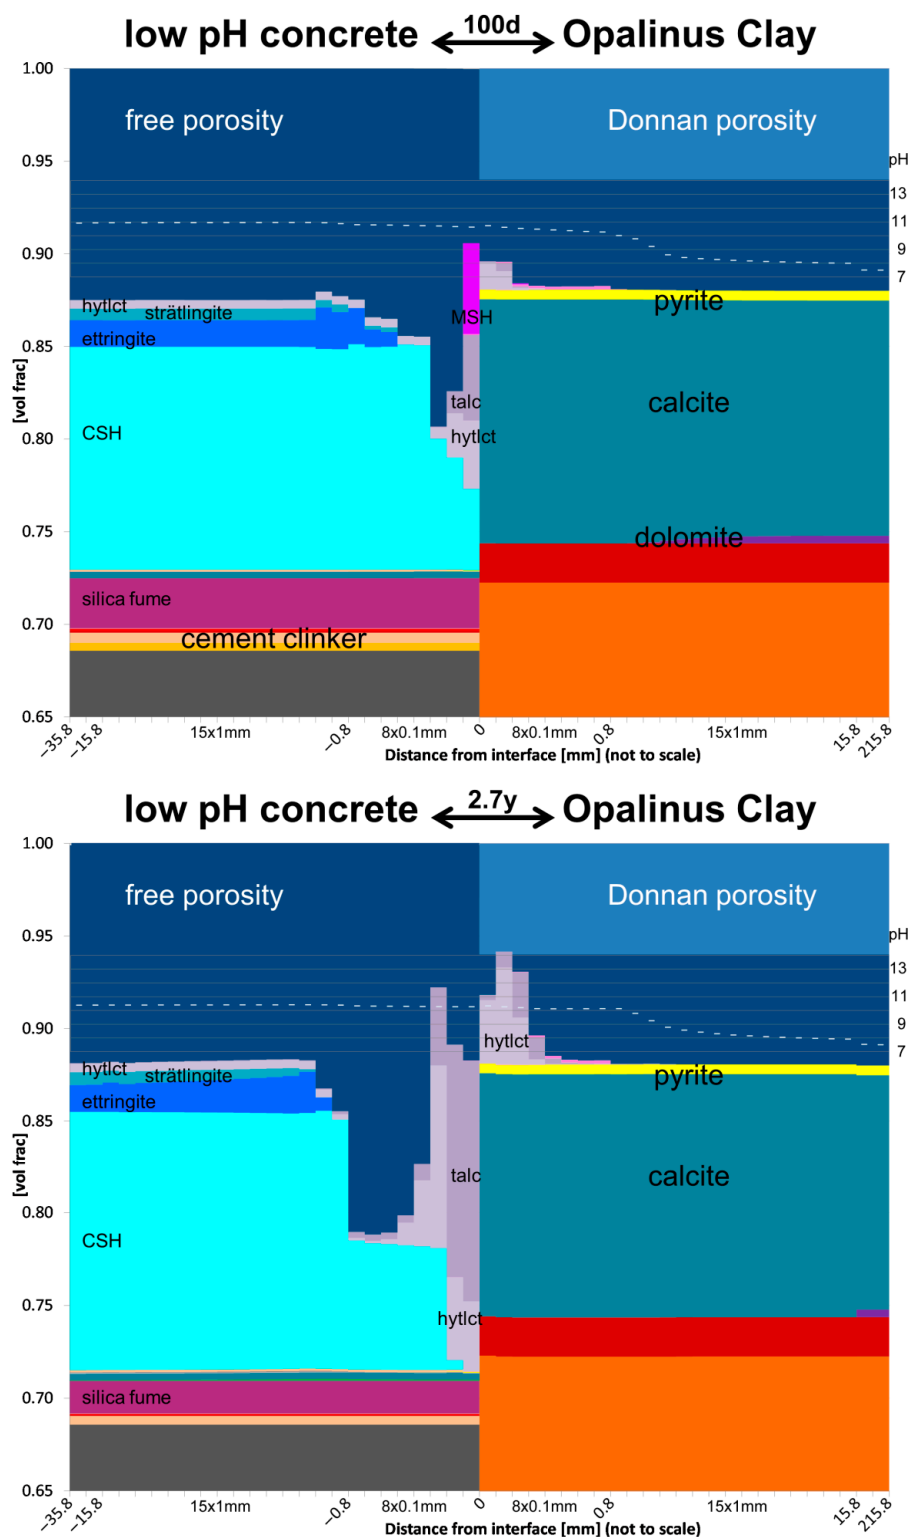 low pH concrete 100d Opalinus Clay
1.00
free porosity Donnan porosity
0.95 pH
13
11
0.90 9
7
hytlct strätlingite pyrite
MSH
ettringite
0.85
[vol frac]
talc calcite
CSH hytlct
0.80
0.75 dolomite
silica fume
0.70
cement clinker
0.65
−35.8 −15.8 15x1mm −0.8 8x0.1mm 0 8x0.1mm 0.8 15x1mm 15.8 215.8
Distance from interface [mm] (not to scale)
low pH concrete 2.7y Opalinus Clay
1.00
free porosity Donnan porosity
0.95 pH
13
11
0.90 9
hytlct 7
hytlct strätlingite pyrite
ettringite
0.85
[vol frac]
talc calcite
0.80
CSH
0.75
hytlct
0.70 silica fume
0.65
−35.8 −15.8 15x1mm −0.8 8x0.1mm 0 8x0.1mm 0.8 15x1mm 15.8 215.8
Distance from interface [mm] (not to scale)